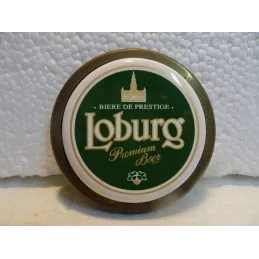 · BIERE DE PRESTIGE ·
Loburg
Premium
Beer